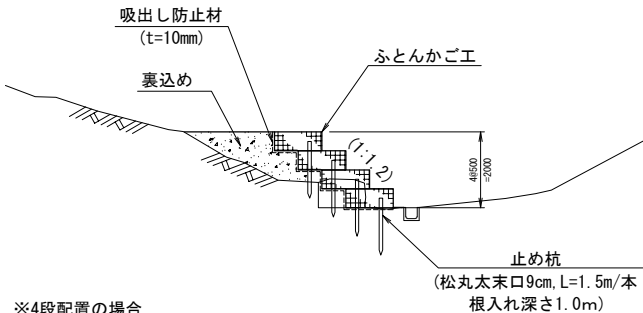 吸出し防止材
(t=10mm)
ふとんかご工
裏込め
(1:1.2)
4@500
=2000
止め杭
(松丸太末口9cm,L=1.5m/本
根入れ深さ1.0m)
※4段配置の場合